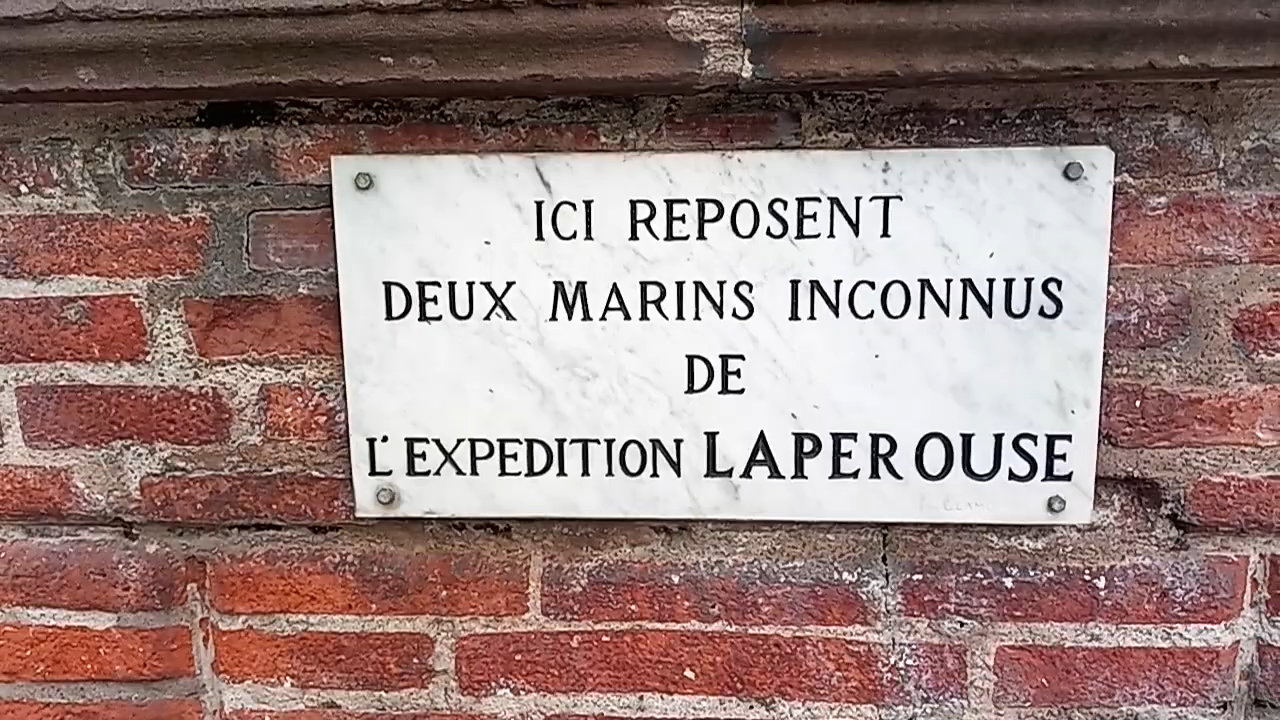 ICI REPOSENT
DEUX MARINS INCONNUS
DE
L'EXPEDITION LAPEROUSE